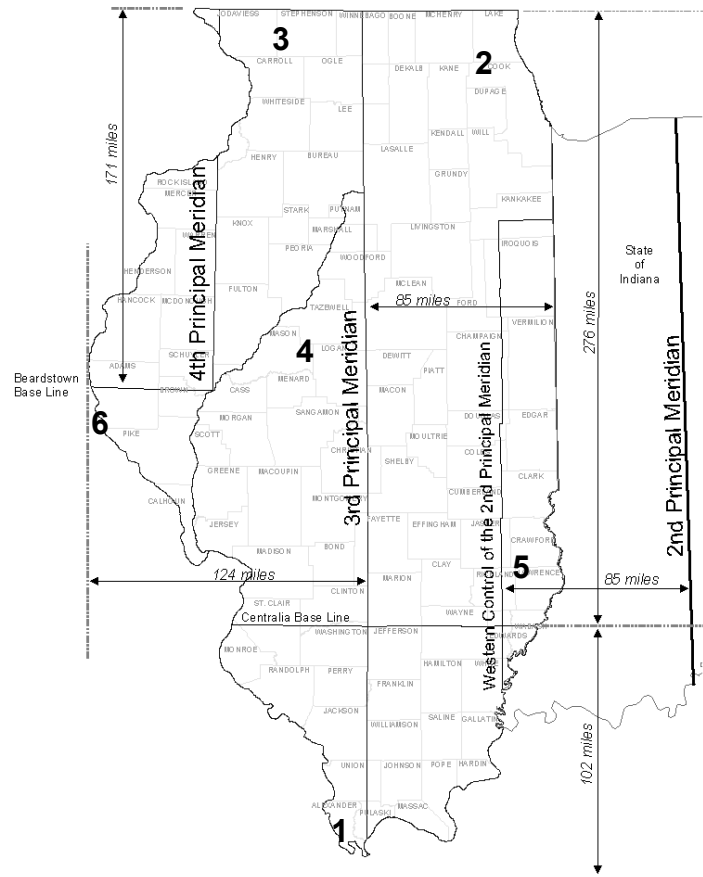 JODAVIESS STEPHENSON WINNEBAGO BOONE MCHENRY LAKE
3
2
CARROLL OGLE
DEKALB KANE COOK
DUPAGE
WHITESIDE
LEE
171 miles
KENDALL WILL
HENRY BUREAU
LASALLE
GRUNDY
ROCKISLAND
MERCER
4th Principal Meridian
KANKAKEE
STARK PUTNAM
KNOX
MARSHALL
LIVINGSTON
WARREN
IROQUOIS
PEORIA
WOODFORD
State
of
Indiana
HENDERSON
MCLEAN
FULTON
85 miles
FORD
HANCOCK MCDONOUGH
TAZEWELL
276 miles
VERMILION
MASON
CHAMPAIGN
LOGAN
4
SCHUYLER
DEWITT
ADAMS
PIATT
MENARD
Beardstown
Base Line
BROWN
CASS
MACON
6
MORGAN
SANGAMON
DOUGLAS EDGAR
PIKE
SCOTT
MOULTRIE
CHRISTIAN
3rd Principal Meridian
COLES
SHELBY
2nd Principal Meridian
GREENE MACOUPIN
CLARK
CALHOUN
MONTGOMERY
CUMBERLAND
JERSEY
FAYETTE
EFFINGHAM JASPER
CRAWFORD
BOND
MADISON
CLAY
RICHLAND LAWRENCE
5
124 miles
MARION
85 miles
CLINTON
ST. CLAIR
WAYNE
Western Control of the 2nd Principal Meridian
Centralia Base Line
WASHINGTON JEFFERSON
EDWARDS
MONROE
HAMILTON
RANDOLPH PERRY
FRANKLIN
JACKSON
WILLIAMSON SALINE GALLATIN
102 miles
UNION JOHNSON POPE HARDIN
ALEXANDER
PULASKI MASSAC
1